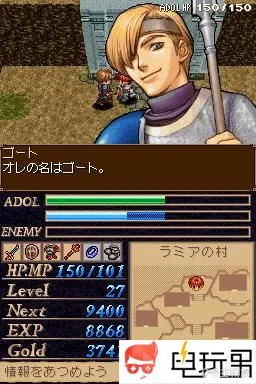 ADOL HP 150/150
ゴート
オレの名はゴート。
ADOL
ENEMY
HP.MP 150/101
Level 27
Next 9400
EXP 8868
Gold 374
情報をあつめよう
ラミアの村
电玩男